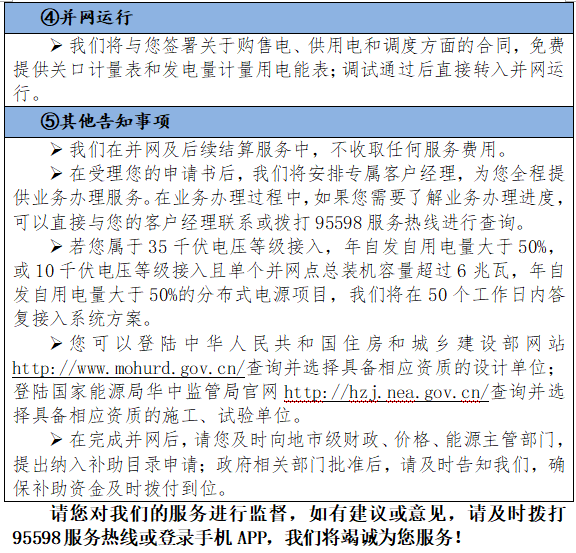 ④并网运行
➢ 我们将与您签署关于购售电、供用电和调度方面的合同，免费
提供关口计量表和发电量计量用电能表；调试通过后直接转入并网运
行。
⑤其他告知事项
➢ 我们在并网及后续结算服务中，不收取任何服务费用。
➢ 在受理您的申请书后，我们将安排专属客户经理，为您全程提
供业务办理服务。在业务办理过程中，如果您需要了解业务办理进度，
可以直接与您的客户经理联系或拨打 95598 服务热线进行查询。
➢ 若您属于 35 千伏电压等级接入，年自发自用电量大于 50%，
或 10 千伏电压等级接入且单个并网点总装机容量超过 6 兆瓦，年自
发自用电量大于 50%的分布式电源项目，我们将在 50 个工作日内答
复接入系统方案。
➢ 您可以登陆中华人民共和国住房和城乡建设部网站
http://www.mohurd.gov.cn/查询并选择具备相应资质的设计单位；
登陆国家能源局华中监管局官网 http://hzj.nea.gov.cn/查询并选
择具备相应资质的施工、试验单位。
➢ 在完成并网后，请您及时向地市级财政、价格、能源主管部门，
提出纳入补助目录申请；政府相关部门批准后，请及时告知我们，确
保补助资金及时拨付到位。
请您对我们的服务进行监督，如有建议或意见，请及时拨打
95598 服务热线或登录手机 APP，我们将竭诚为您服务！